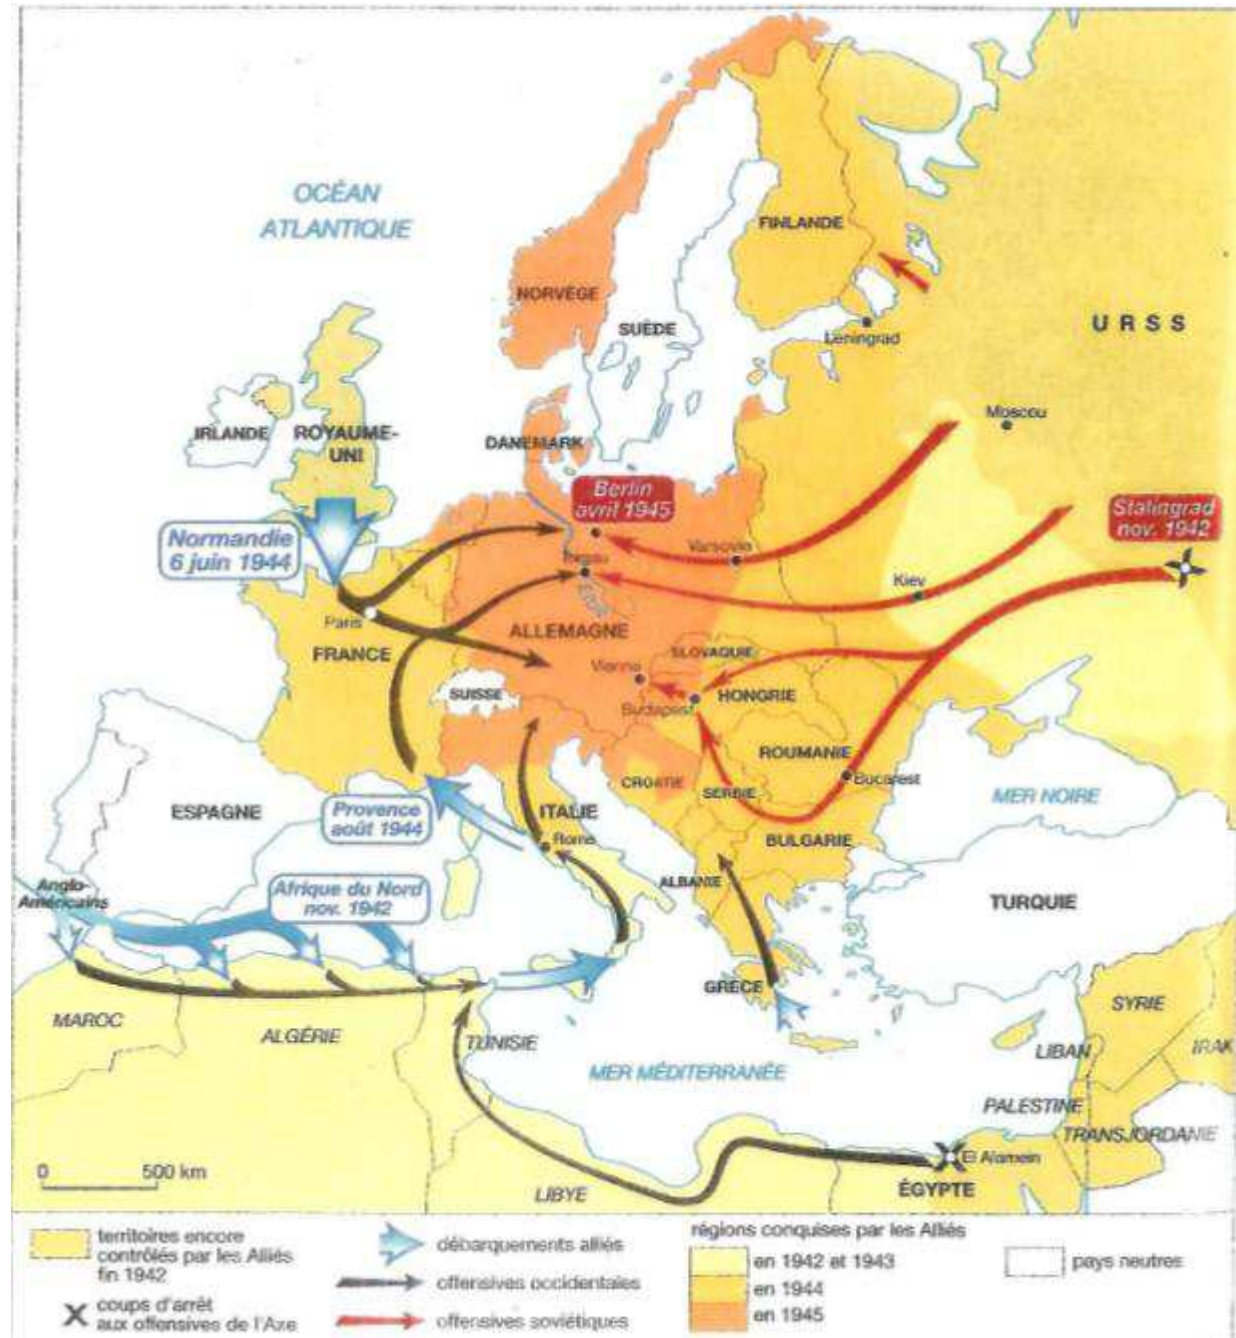 OCÉAN
ATLANTIQUE
FINLANDE
NORVÈGE
SUÈDE
URSS
Leningrad
Moscou
IRLANDE
ROYAUME-
UNI
DANEMARK
Berlin
avril 1945
Stalingrad
nov. 1942
Normandie
6 juin 1944
Varsovie
Kiev
Paris
ALLEMAGNE
FRANCE
SLOVAQUIE
Vienne
SUISSE
HONGRIE
Budapest
ROUMANIE
CROATIE
Bucarest
SERBIE
MER NOIRE
ESPAGNE
Provence
août 1944
ITALIE
Rome
BULGARIE
ALBANIE
Anglo-
Américains
Afrique du Nord
nov. 1942
TURQUIE
GRÈCE
SYRIE
MAROC
ALGÉRIE
TUNISIE
LIBAN
IRAK
MER MÉDITERRANÉE
PALESTINE
TRANSJORDANIE
El Alamein
0 500 km
LIBYE
ÉGYPTE
territoires encore
contrôlés par les Alliés
fin 1942
coups d'arrêt
aux offensives de l'Axe
débarquements alliés
offensives occidentales
offensives soviétiques
régions conquises par les Alliés
en 1942 et 1943
en 1944
en 1945
pays neutres